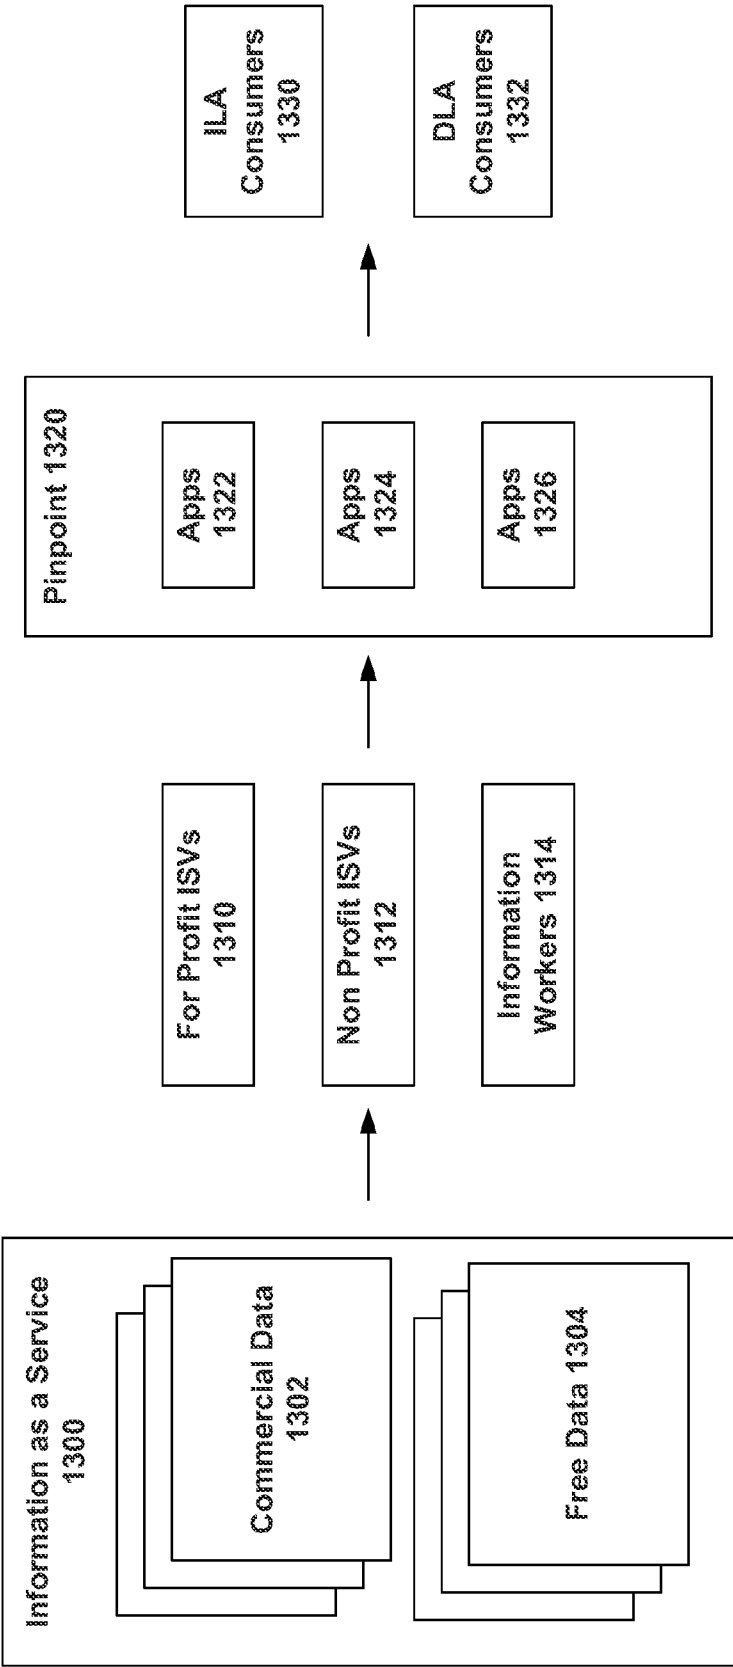 Information as a Service
1300
Commercial Data
1302
Free Data 1304
For Profit ISVs
1310
Non Profit ISVs
1312
Information
Workers 1314
Pinpoint 1320
Apps
1322
Apps
1324
Apps
1326
ILA
Consumers
1330
DLA
Consumers
1332